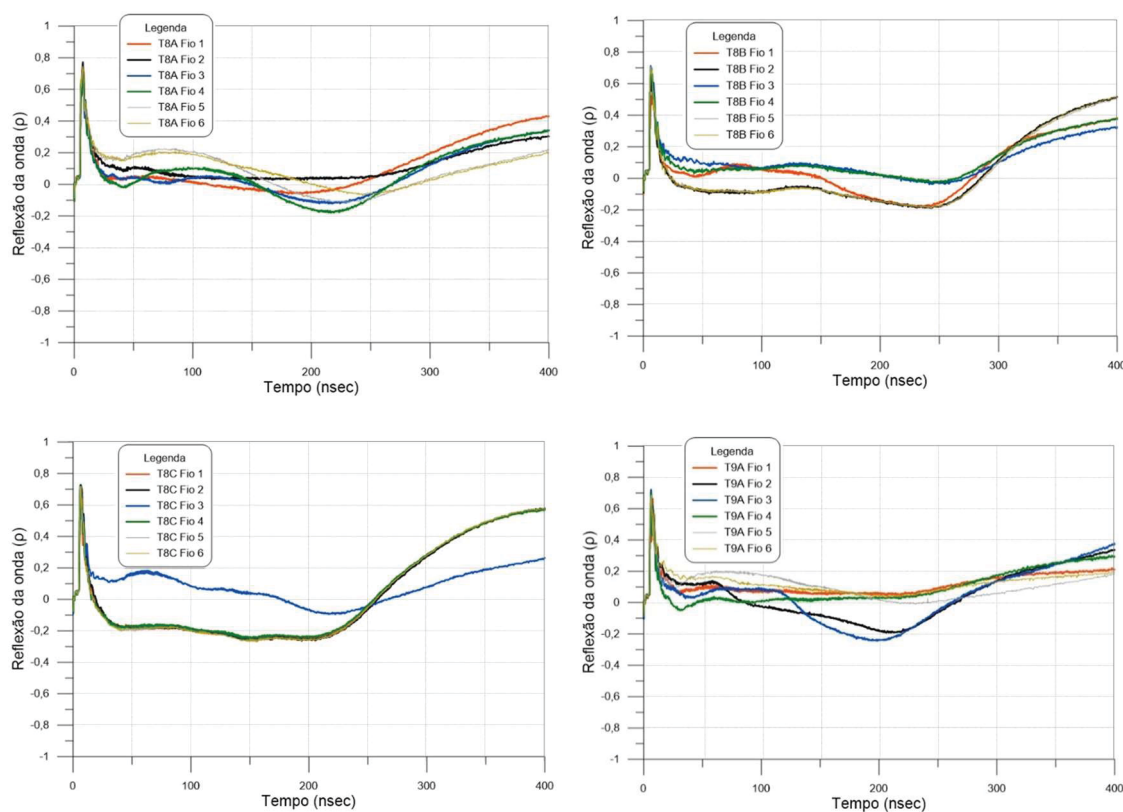 Legenda
T8A Fio 1
T8A Fio 2
T8A Fio 3
T8A Fio 4
T8A Fio 5
T8A Fio 6
Reflexão da onda (ρ)
1
0,8
0,6
0,4
0,2
0
-0,2
-0,4
-0,6
-0,8
-1
0 100 200 300 400
Tempo (nsec)
Legenda
T8B Fio 1
T8B Fio 2
T8B Fio 3
T8B Fio 4
T8B Fio 5
T8B Fio 6
Reflexão da onda (ρ)
1
0,8
0,6
0,4
0,2
0
-0,2
-0,4
-0,6
-0,8
-1
0 100 200 300 400
Tempo (nsec)
Legenda
T8C Fio 1
T8C Fio 2
T8C Fio 3
T8C Fio 4
T8C Fio 5
T8C Fio 6
Reflexão da onda (ρ)
1
0,8
0,6
0,4
0,2
0
-0,2
-0,4
-0,6
-0,8
-1
0 100 200 300 400
Tempo (nsec)
Legenda
T9A Fio 1
T9A Fio 2
T9A Fio 3
T9A Fio 4
T9A Fio 5
T9A Fio 6
Reflexão da onda (ρ)
1
0,8
0,6
0,4
0,2
0
-0,2
-0,4
-0,6
-0,8
-1
0 100 200 300 400
Tempo (nsec)